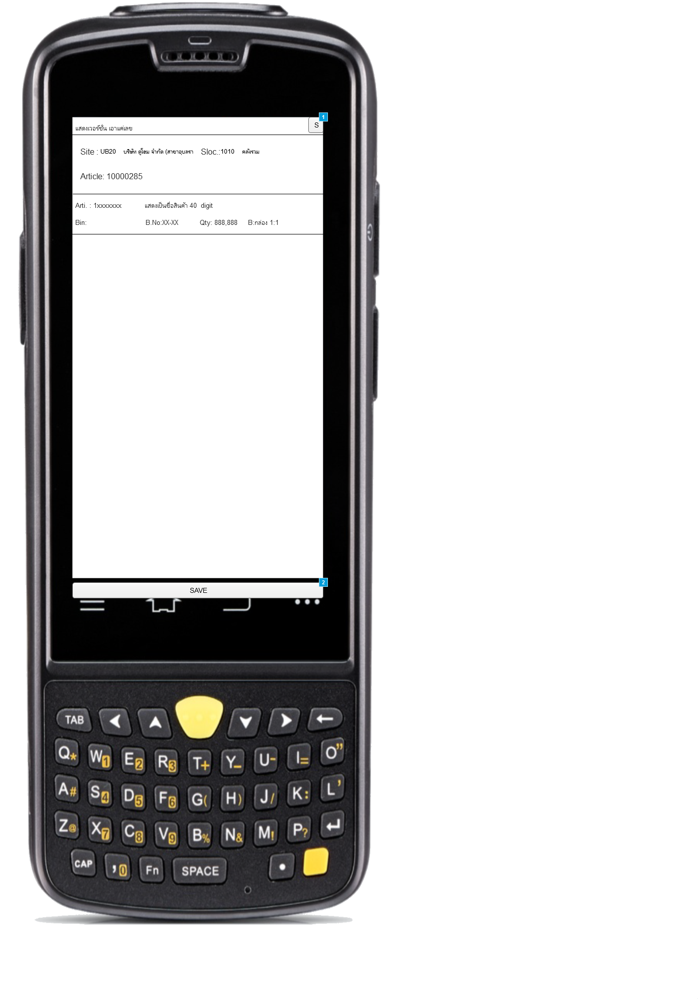 1
แสดงเวอร์ชั่น เอาแค่เลข S
Site : UB20 บริษัท ดูโฮม จำกัด (สาขาอุบลรา Sloc.:1010 คลังรวม
Article: 10000285
Arti. : 1xxxxxxx แสดงเป็นชื่อสินค้า 40 digit
Bin: B.No:XX-XX Qty: 888,888 B:กล่อง 1:1
2
SAVE
TAB
Q* W1 E2 R3 T+ Y_ U- I= O"
A# S4 D5 F6 G( H) J/ K: L'
Z@ X7 C8 V9 B% N& M! P?
CAP ,0 Fn SPACE .